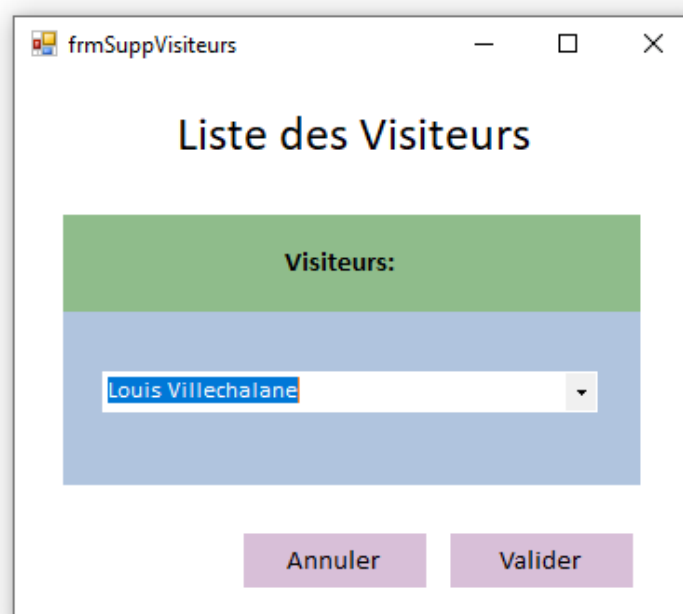 frmSuppVisiteurs
Liste des Visiteurs
Visiteurs:
Louis Villechalane
Annuler Valider